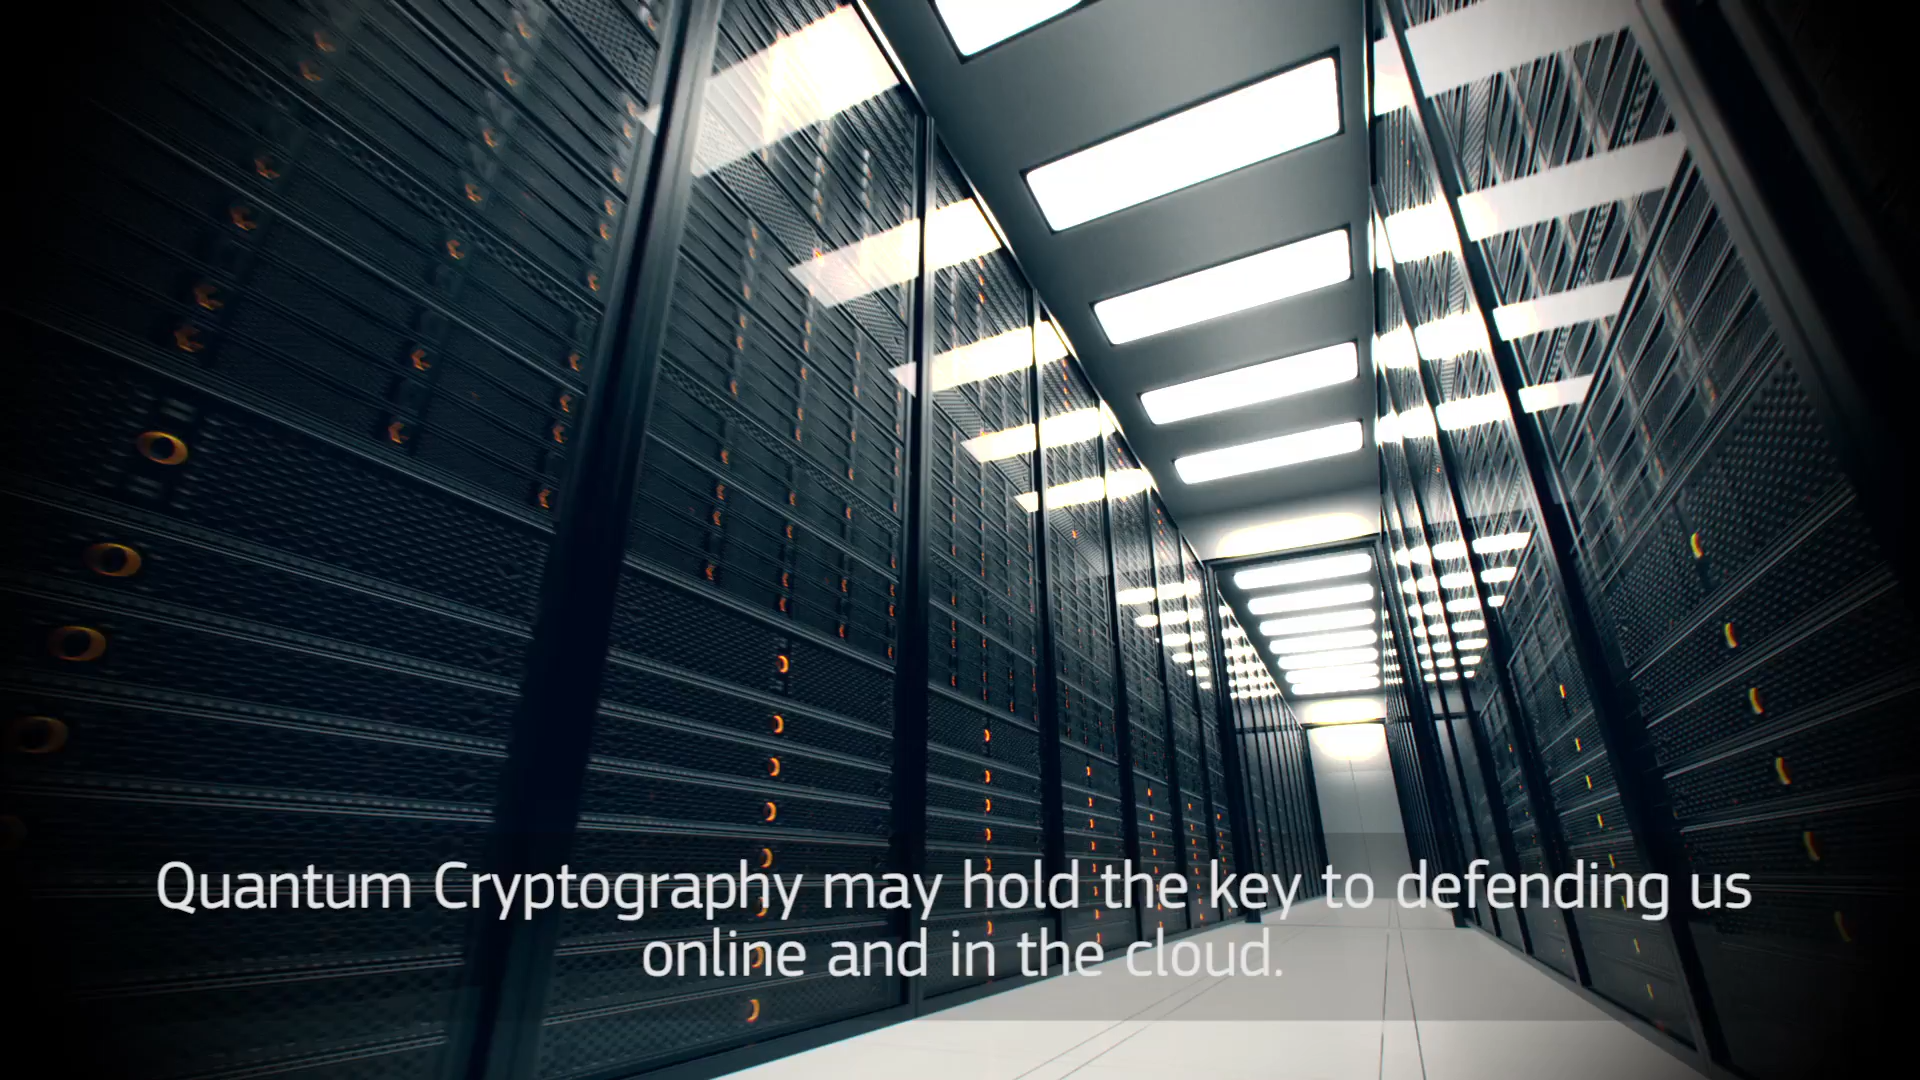 Quantum Cryptography may hold the key to defending us
online and in the cloud.